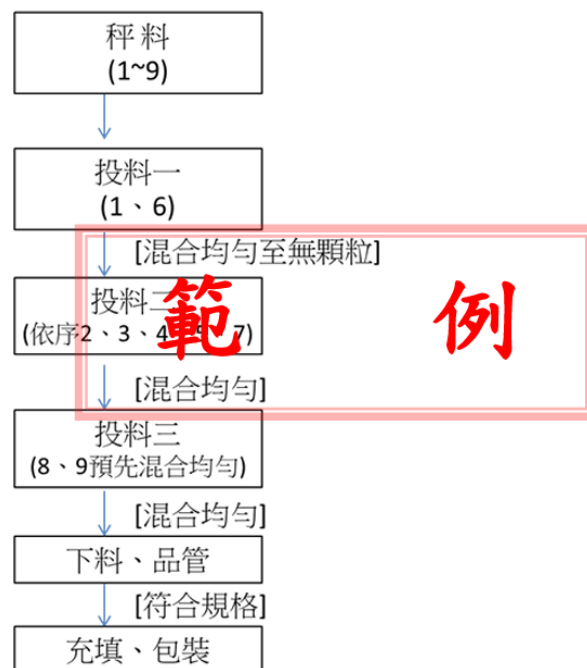 秤料
(1~9)
投料一
(1、6)
[混合均勻至無顆粒]
投料二
(依序2、3、4、5、7)
範 例
[混合均勻]
投料三
(8、9預先混合均勻)
[混合均勻]
下料、品管
[符合規格]
充填、包裝